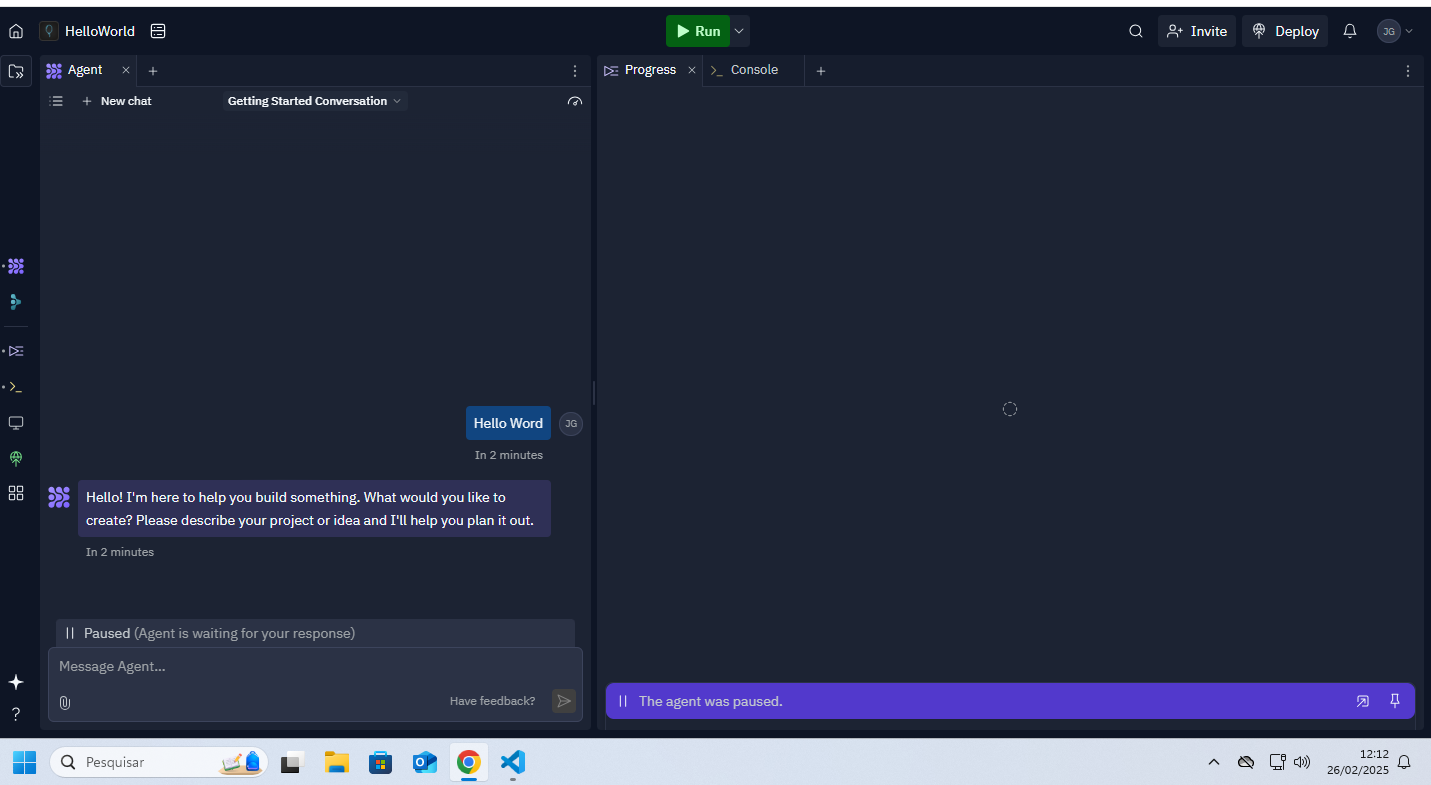 HelloWorld
Run
Invite
Deploy
JG
Agent
Progress
Console
New chat
Getting Started Conversation
Hello Word
JG
In 2 minutes
Hello! I'm here to help you build something. What would you like to
create? Please describe your project or idea and I'll help you plan it out.
In 2 minutes
Paused (Agent is waiting for your response)
Message Agent...
Have feedback?
The agent was paused.
Pesquisar
12:12
26/02/2025